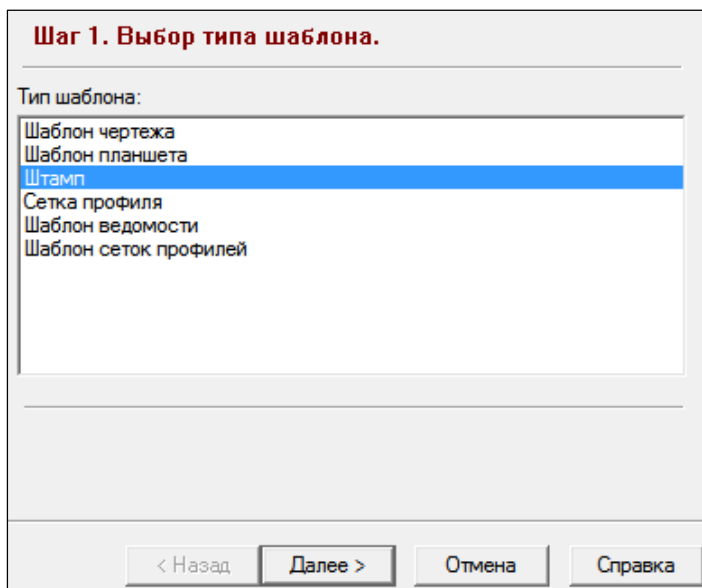 Шаг 1. Выбор типа шаблона.
Тип шаблона:
Шаблон чертежа
Шаблон планшета
Штамп
Сетка профиля
Шаблон ведомости
Шаблон сеток профилей
< Назад Далее > Отмена Справка